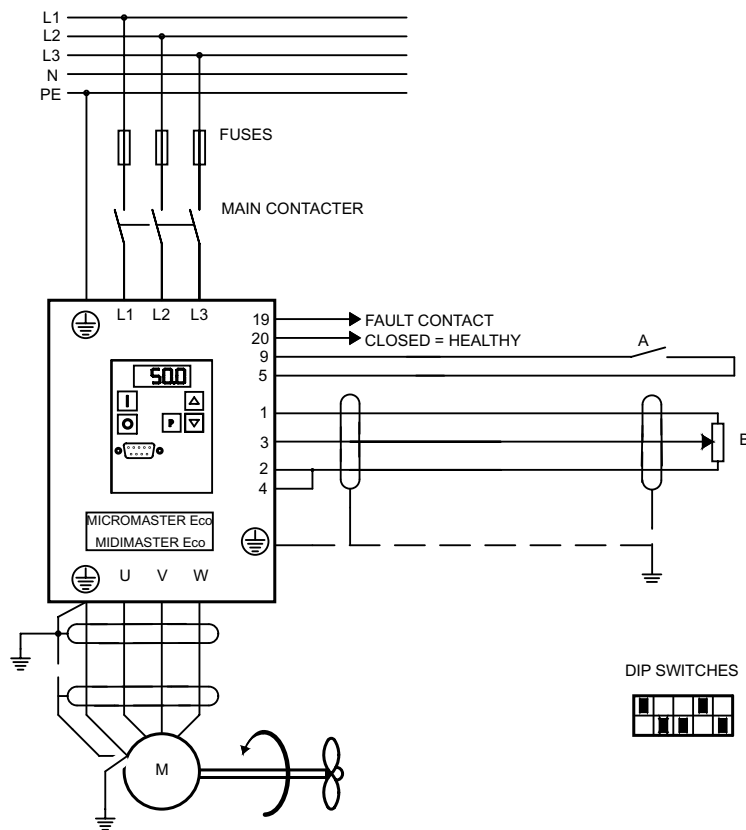 L1
L2
L3
N
PE
FUSES
MAIN CONTACTER
L1 L2 L3
19 FAULT CONTACT
20 CLOSED = HEALTHY
9 A
5
50.0
I
O P
1
3 B
2
4
MICROMASTER Eco
MIDIMASTER Eco
U V W
DIP SWITCHES
M